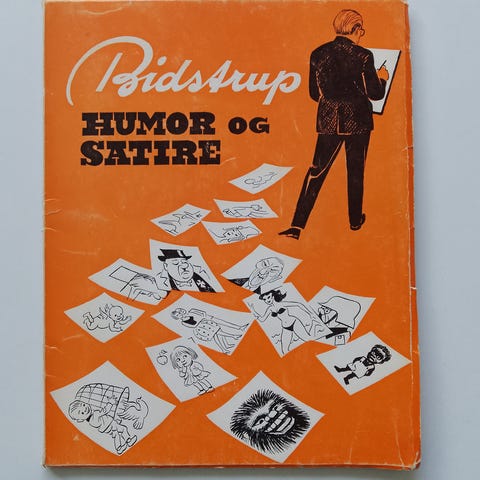 Bidstrup
HUMOR OG
SATIRE